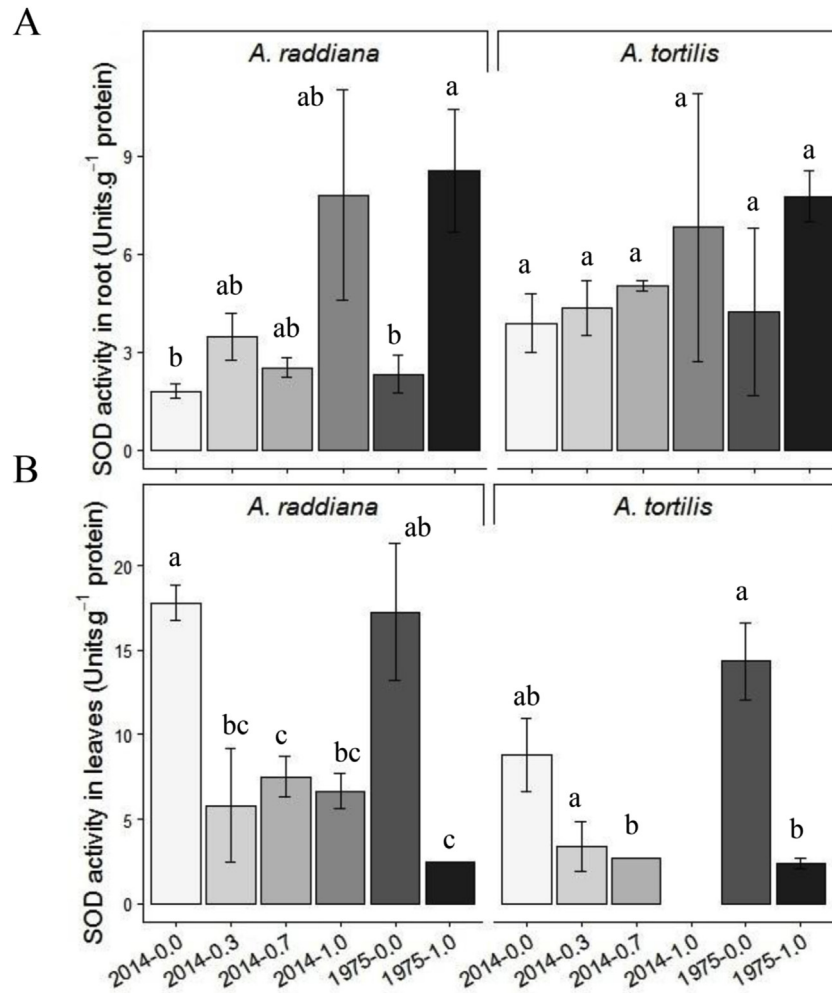 A
A. raddiana
A. tortilis
SOD activity in root (Units.g⁻¹ protein)
9
6
3
0
b
ab
ab
ab
b
a
a
a
a
a
a
a
B
A. raddiana
A. tortilis
SOD activity in leaves (Unitsg⁻¹ protein)
20
15
10
5
0
a
bc
c
bc
ab
c
ab
a
b
a
b
2014-0.0
2014-0.3
2014-0.7
2014-1.0
1975-0.0
1975-1.0
2014-0.0
2014-0.3
2014-0.7
2014-1.0
1975-0.0
1975-1.0